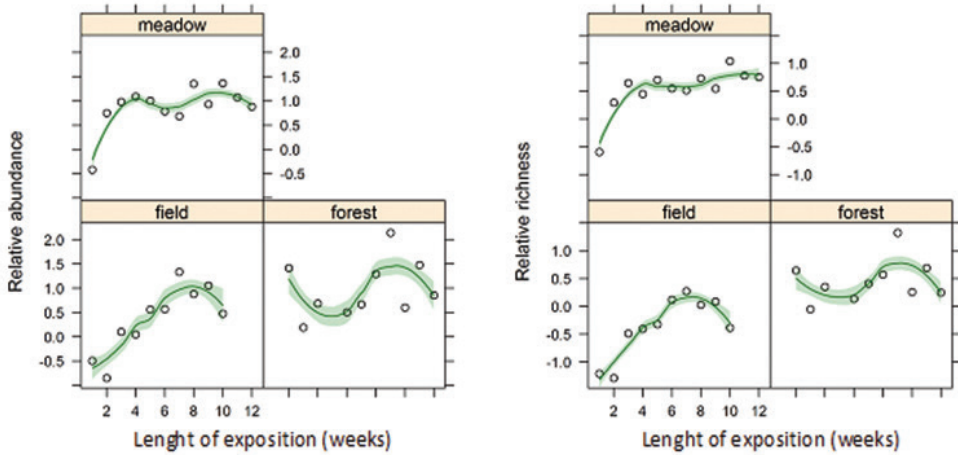 meadow
2.0
1.5
1.0
0.5
0.0
-0.5
Relative abundance
field
forest
2.0
1.5
1.0
0.5
0.0
-0.5
2 4 6 8 10 12
Lenght of exposition (weeks)
meadow
1.0
0.5
0.0
-0.5
-1.0
Relative richness
field
forest
1.0
0.5
0.0
-0.5
-1.0
2 4 6 8 10 12
Lenght of exposition (weeks)